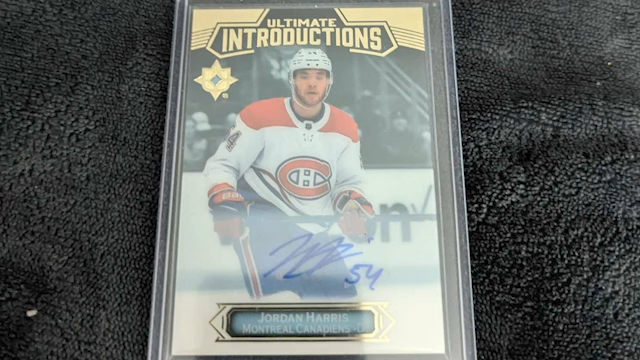 ULTIMATE
INTRODUCTIONS
54
JORDAN HARRIS
MONTREAL CANADIENS